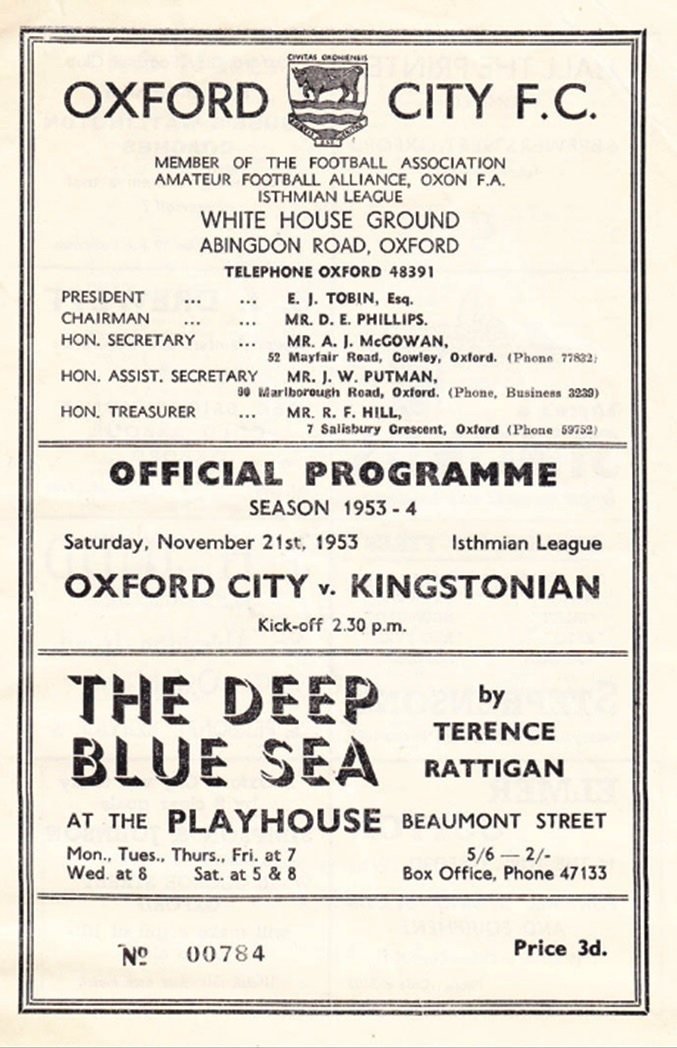 CIVITAS OXONIENSIS
OXFORD CITY F.C.
MEMBER OF THE FOOTBALL ASSOCIATION
AMATEUR FOOTBALL ALLIANCE, OXON F.A.
ISTHMIAN LEAGUE
WHITE HOUSE GROUND
ABINGDON ROAD, OXFORD
TELEPHONE OXFORD 48391
PRESIDENT ... ... E. J. TOBIN, Esq.
CHAIRMAN ... ... MR. D. E. PHILLIPS.
HON. SECRETARY ... MR. A. J. McGOWAN,
52 Mayfair Road, Cowley, Oxford. (Phone 77832)
HON. ASSIST. SECRETARY MR. J. W. PUTMAN,
90 Marlborough Road, Oxford. (Phone, Business 3239)
HON. TREASURER ... MR. R. F. HILL,
7 Salisbury Crescent, Oxford (Phone 59752)
OFFICIAL PROGRAMME
SEASON 1953-4
Saturday, November 21st, 1953 Isthmian League
OXFORD CITY v. KINGSTONIAN
Kick-off 2.30 p.m.
THE DEEP
BLUE SEA
by
TERENCE
RATTIGAN
AT THE PLAYHOUSE BEAUMONT STREET
Mon., Tues., Thurs., Fri. at 7 5/6 — 2/-
Wed. at 8 Sat. at 5 & 8 Box Office, Phone 47133
Nº 00784 Price 3d.